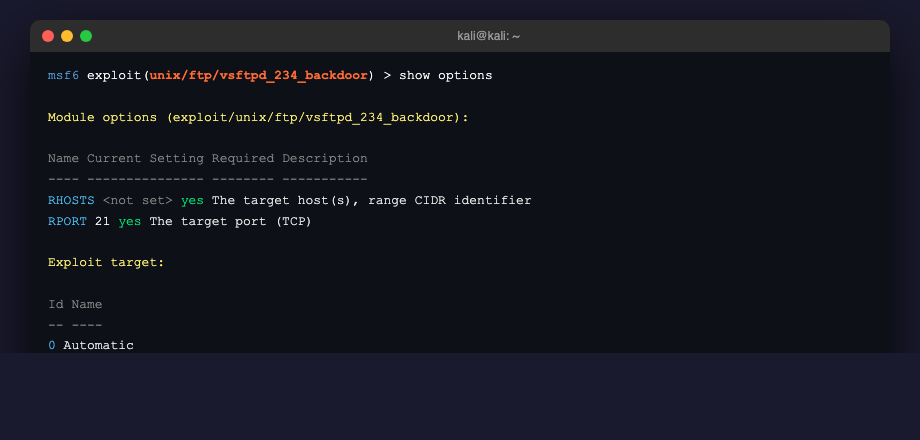 kali@kali: ~
msf6 exploit(unix/ftp/vsftpd_234_backdoor) > show options
Module options (exploit/unix/ftp/vsftpd_234_backdoor):
Name Current Setting Required Description
---- --------------- -------- -----------
RHOSTS <not set> yes The target host(s), range CIDR identifier
RPORT 21 yes The target port (TCP)
Exploit target:
Id Name
-- ----
0 Automatic